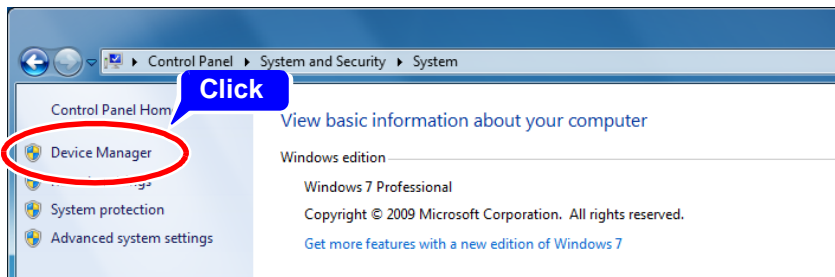 Control Panel ▸ System and Security ▸ System
Click
Control Panel Hom
View basic information about your computer
Device Manager
Windows edition
Windows 7 Professional
System protection
Copyright © 2009 Microsoft Corporation. All rights reserved.
Advanced system settings
Get more features with a new edition of Windows 7